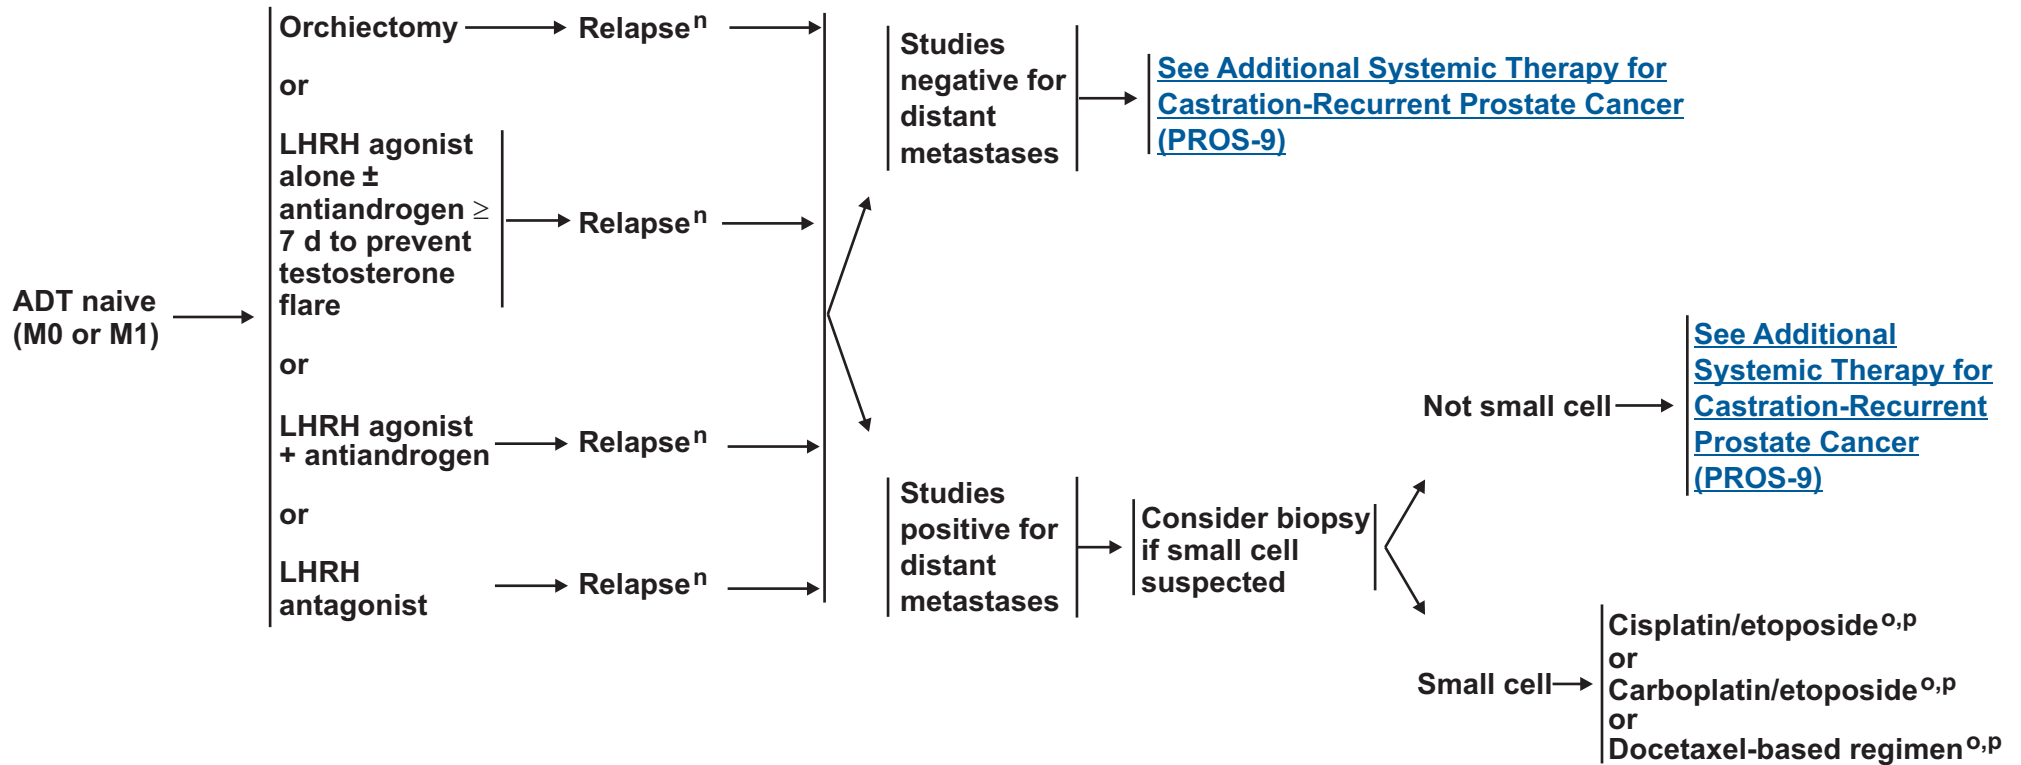 ADT naive
(M0 or M1)
Orchiectomy
Relapse n
or
LHRH agonist
alone ±
antiandrogen ≥
7 d to prevent
testosterone
flare
Relapse n
or
LHRH agonist
+ antiandrogen
Relapse n
or
LHRH
antagonist
Relapse n
Studies
negative for
distant
metastases
See Additional Systemic Therapy for
Castration-Recurrent Prostate Cancer
(PROS-9)
Studies
positive for
distant
metastases
Consider biopsy
if small cell
suspected
Not small cell
See Additional
Systemic Therapy for
Castration-Recurrent
Prostate Cancer
(PROS-9)
Small cell
Cisplatin/etoposide o,p
or
Carboplatin/etoposide o,p
or
Docetaxel-based regimen o,p